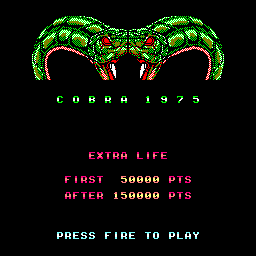 COBRA 1975
EXTRA LIFE
FIRST 50000 PTS
AFTER 150000 PTS
PRESS FIRE TO PLAY